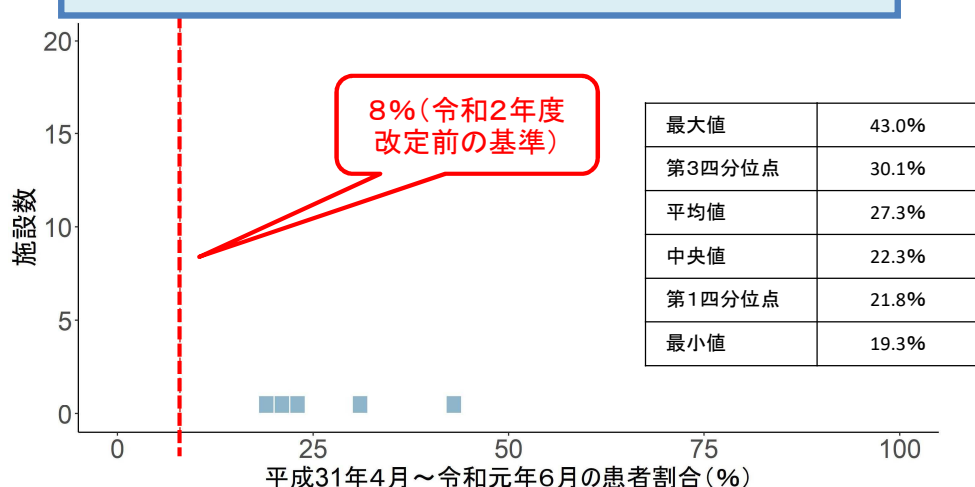 20
15
10
5
0
施設数
8%(令和2年度
改定前の基準)
最大値 43.0%
第3四分位点 30.1%
平均値 27.3%
中央値 22.3%
第1四分位点 21.8%
最小値 19.3%
0 25 50 75 100
平成31年4月~令和元年6月の患者割合(%)